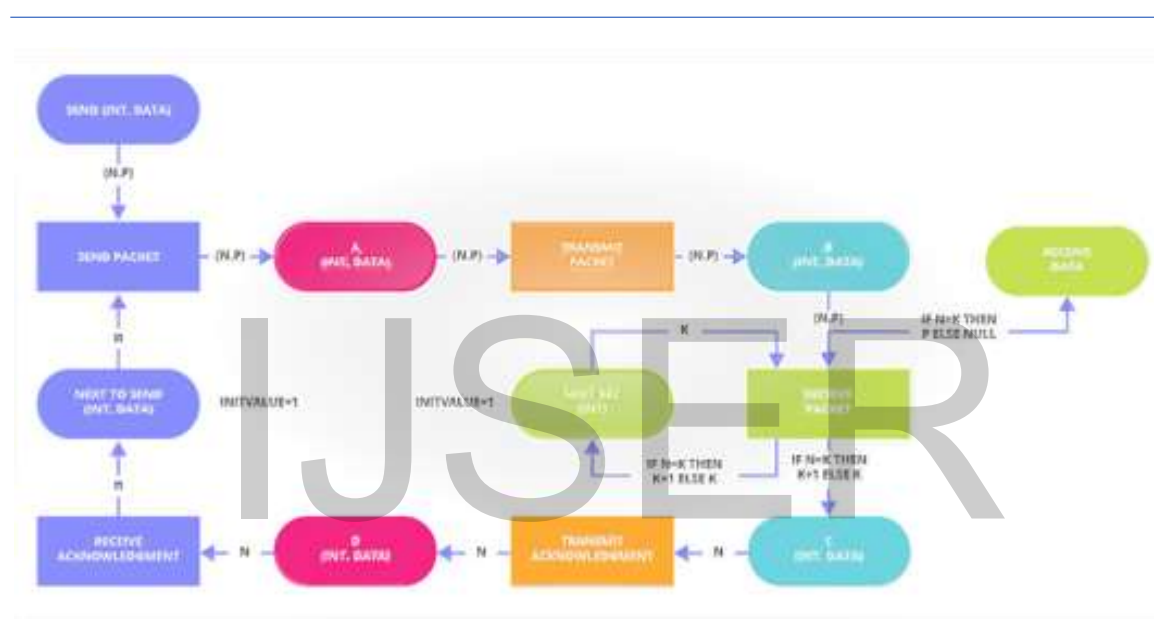 SEND (INT. DATA)
(N.P)
SEND PACKET
(N.P)
A
(INT, DATA)
(N.P)
TRANSMIT
PACKET
(N.P)
B
(INT. DATA)
RECEIVE
DATA
(N.P)
IF N=K THEN
P ELSE NULL
K
N
NEXT TO SEND
(INT. DATA)
INITVALUE=1
INITVALUE=1
NEXT REC
(INT)
RECEIVE
PACKET
IF N=K THEN
K+1 ELSE K
IF N=K THEN
K+1 ELSE K
N
RECEIVE
ACKNOWLEDGMENT
N
D
(INT. DATA)
N
TRANSMIT
ACKNOWLEDGMENT
N
C
(INT. DATA)
IJSER